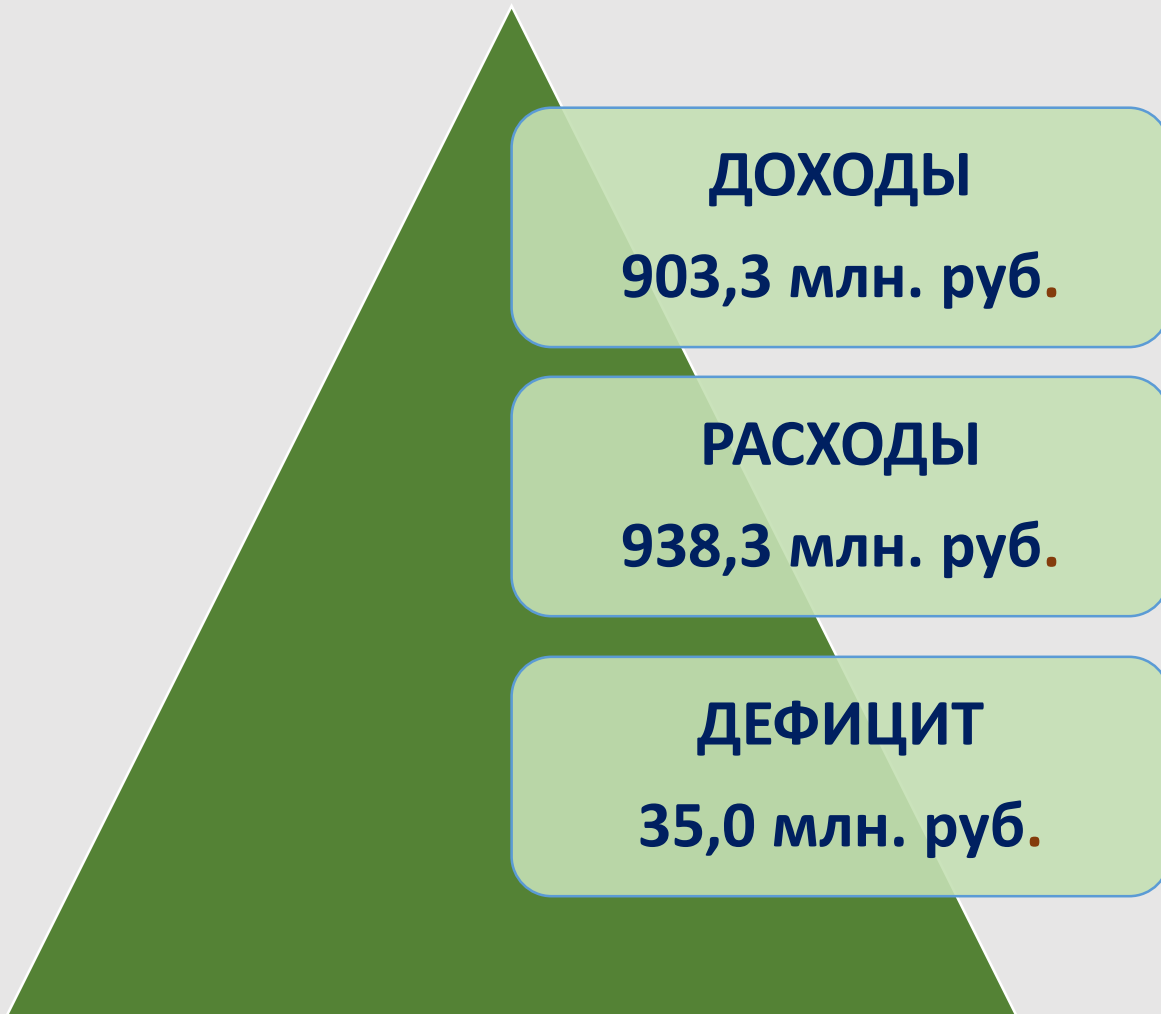 ДОХОДЫ
903,3 млн. руб.
РАСХОДЫ
938,3 млн. руб.
ДЕФИЦИТ
35,0 млн. руб.